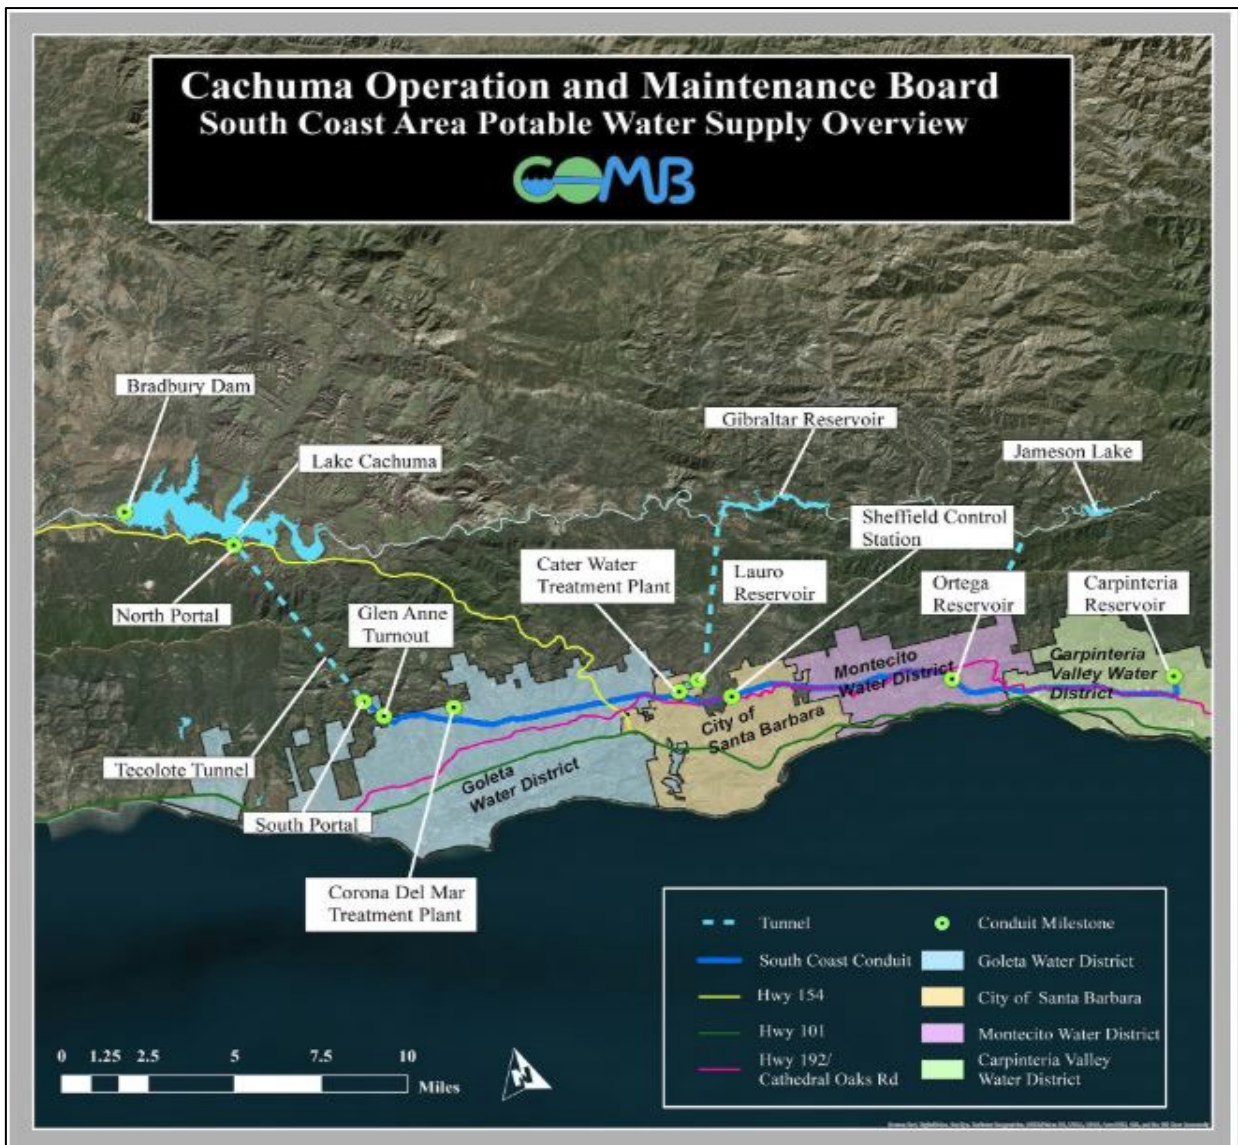 Cachuma Operation and Maintenance Board
South Coast Area Potable Water Supply Overview
COMB
Bradbury Dam
Lake Cachuma
Gibraltar Reservoir
Jameson Lake
Sheffield Control
Station
Cater Water
Treatment Plant
Lauro
Reservoir
Ortega
Reservoir
Carpinteria
Reservoir
North Portal
Glen Anne
Turnout
Montecito
Water District
Carpinteria
Valley Water
District
City of
Santa Barbara
Tecolote Tunnel
Goleta
Water District
South Portal
Corona Del Mar
Treatment Plant
Tunnel
South Coast Conduit
Hwy 154
Hwy 101
Hwy 192/
Cathedral Oaks Rd
Conduit Milestone
Goleta Water District
City of Santa Barbara
Montecito Water District
Carpinteria Valley
Water District
0 1.25 2.5 5 7.5 10
Miles
N